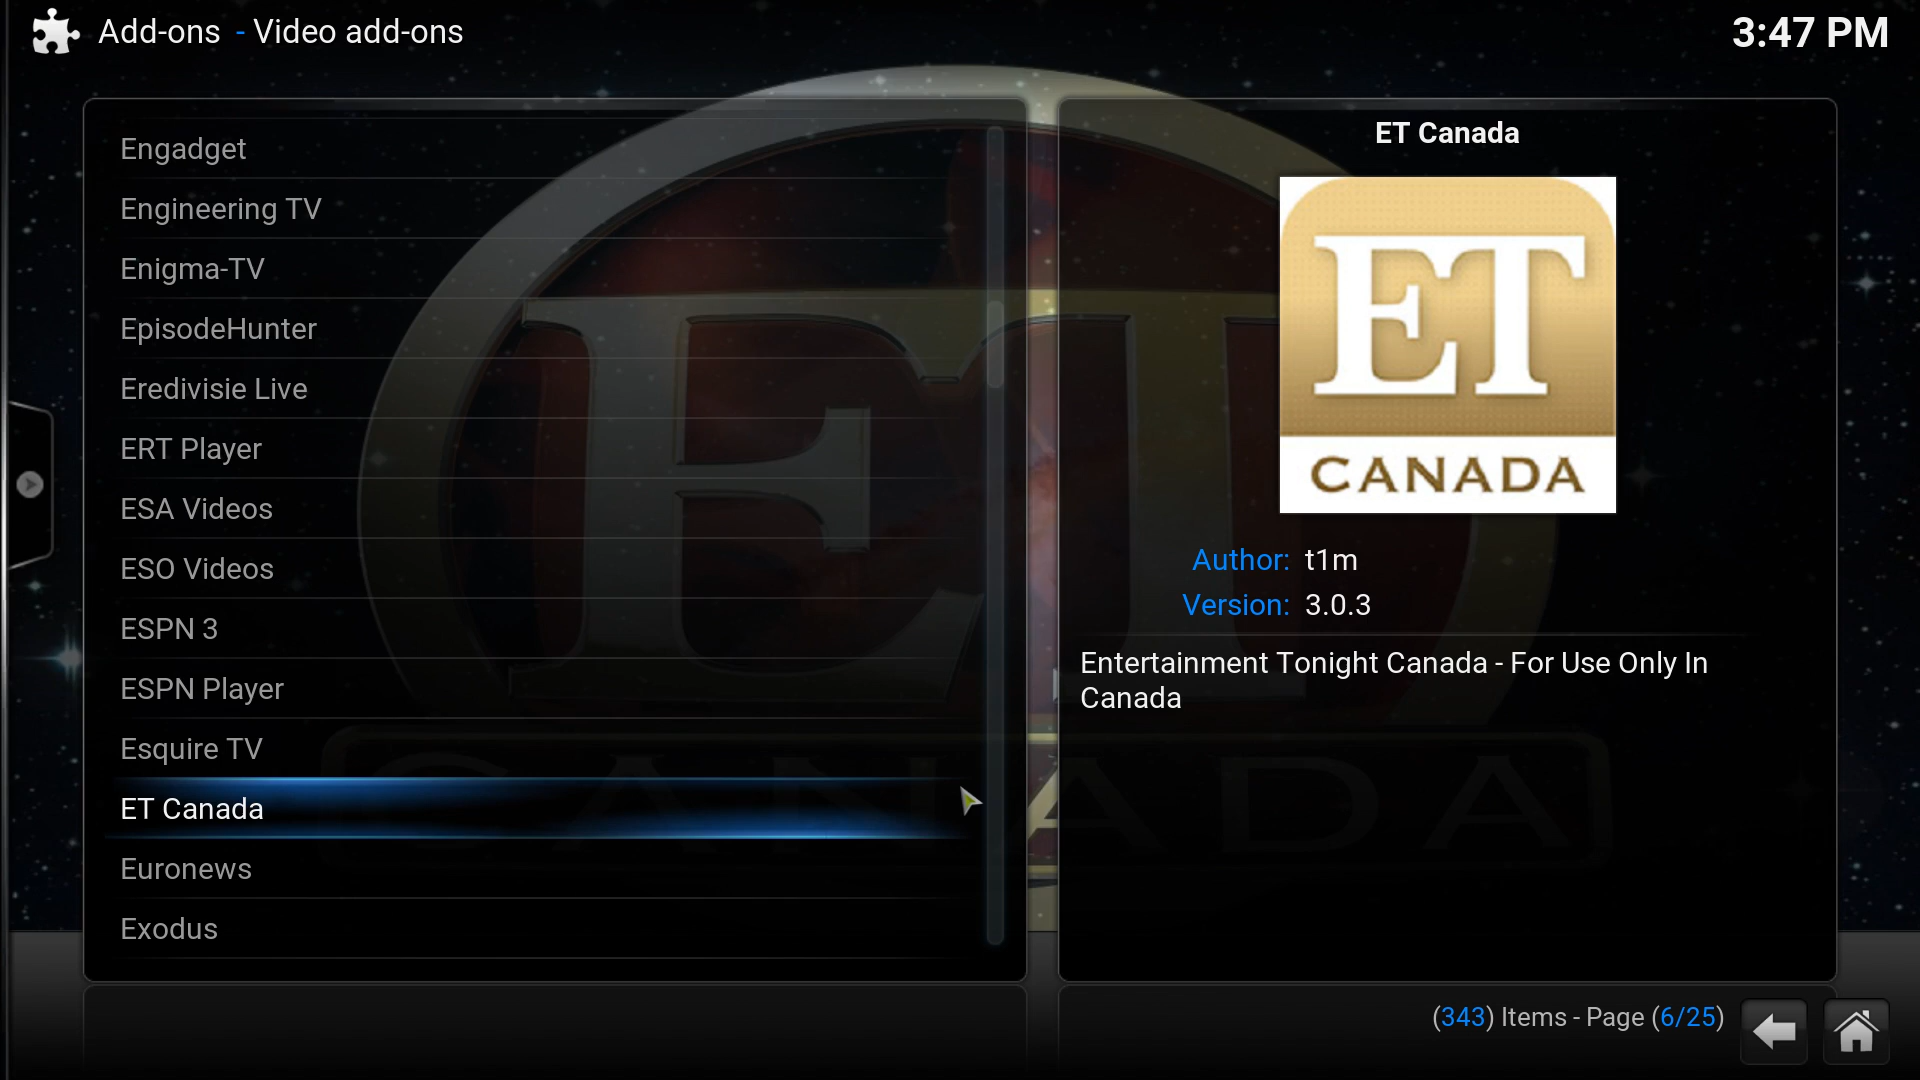 Add-ons - Video add-ons
3:47 PM
Engadget
Engineering TV
Enigma-TV
EpisodeHunter
Eredivisie Live
ERT Player
ESA Videos
ESO Videos
ESPN 3
ESPN Player
Esquire TV
ET Canada
Euronews
Exodus
ET Canada
ET
CANADA
Author: t1m
Version: 3.0.3
Entertainment Tonight Canada - For Use Only In
Canada
ET
CANADA
(343) Items - Page (6/25)